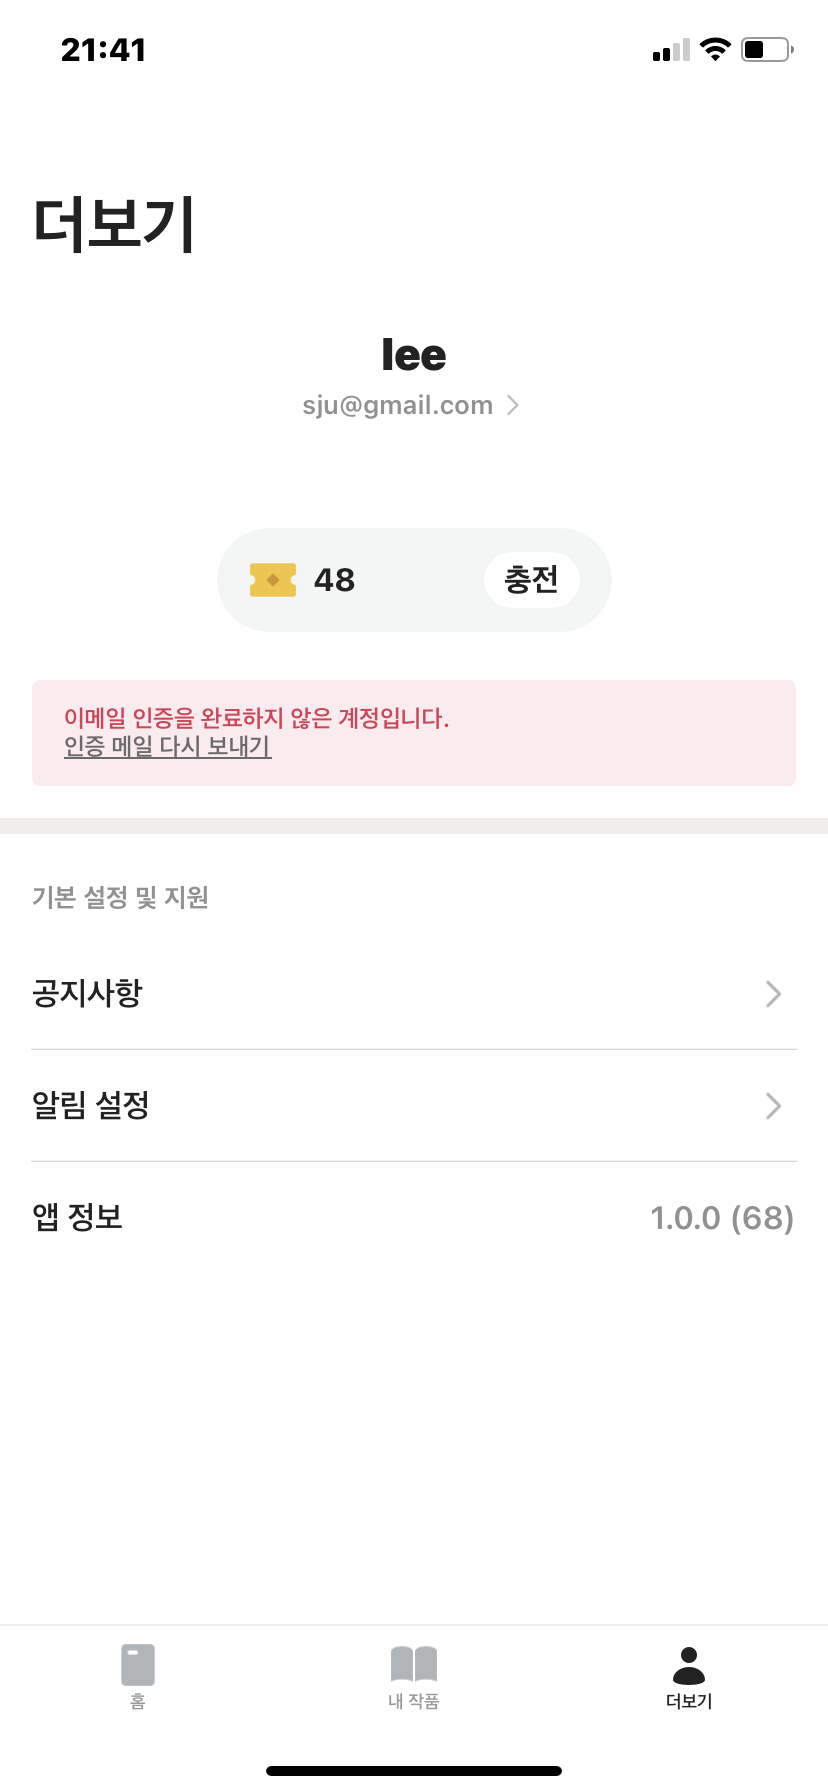 21:41
더보기
lee
sju@gmail.com
48
충전
이메일 인증을 완료하지 않은 계정입니다.
인증 메일 다시 보내기
기본 설정 및 지원
공지사항
알림 설정
앱 정보 1.0.0 (68)
홈 내 작품 더보기